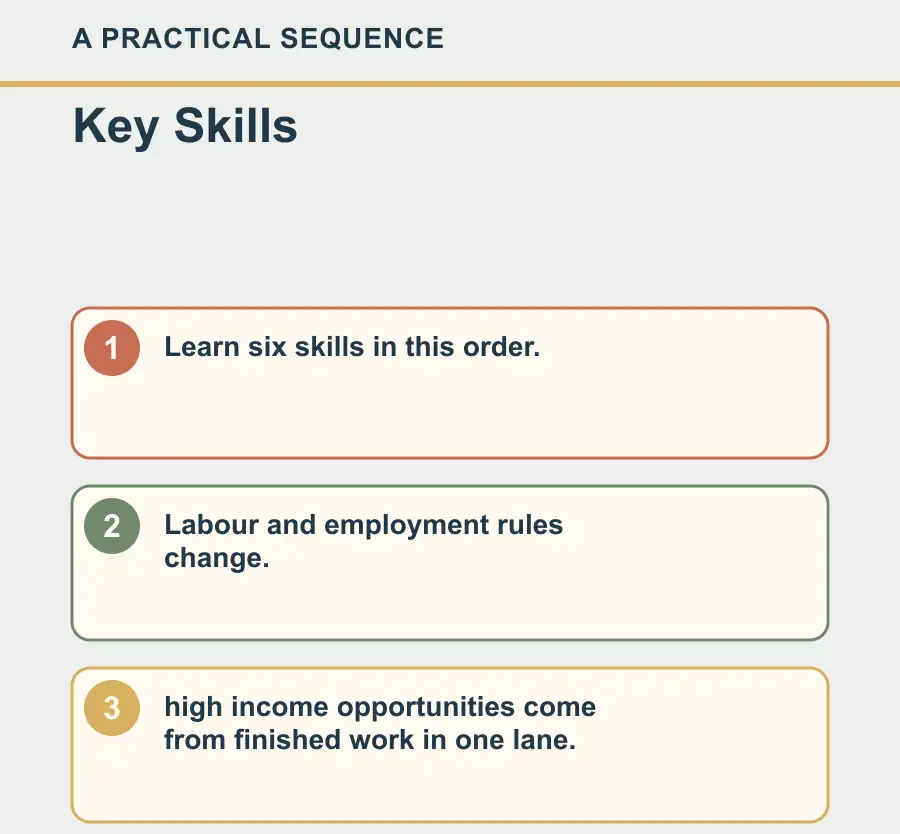 A PRACTICAL SEQUENCE
Key Skills
1
Learn six skills in this order.
2
Labour and employment rules
change.
3
high income opportunities come
from finished work in one lane.